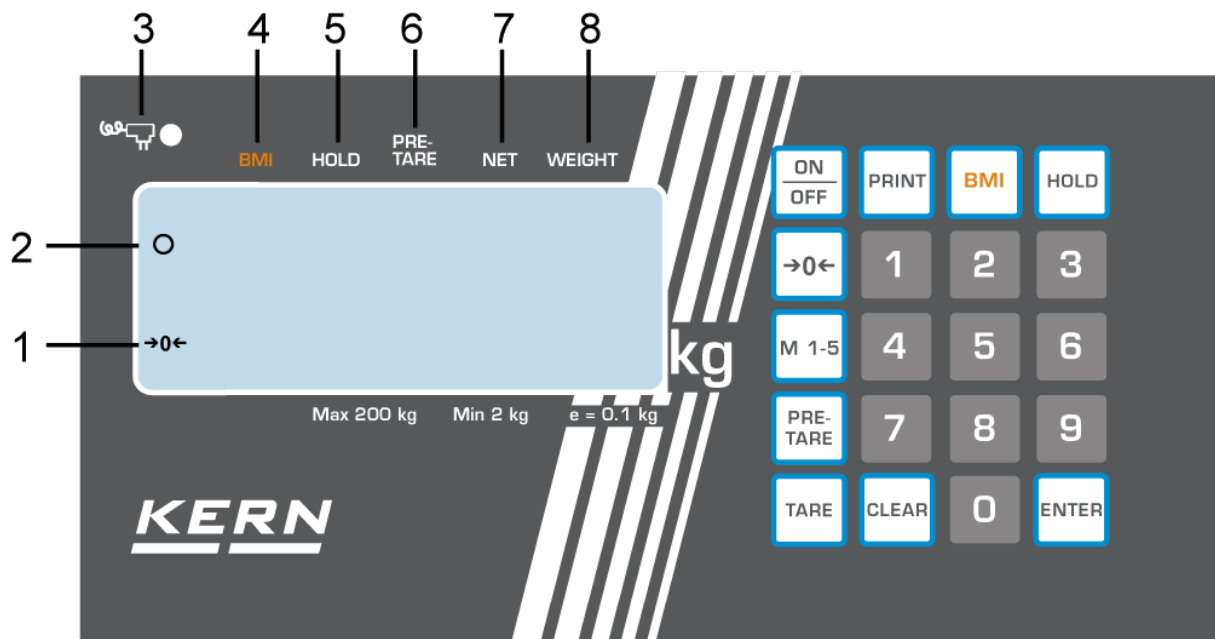 3 4 5 6 7 8
BMI HOLD PRE-
TARE NET WEIGHT
2
1 →0←
kg
Max 200 kg Min 2 kg e = 0.1 kg
KERN
ON
OFF PRINT BMI HOLD
→0← 1 2 3
M 1-5 4 5 6
PRE-
TARE 7 8 9
TARE CLEAR 0 ENTER